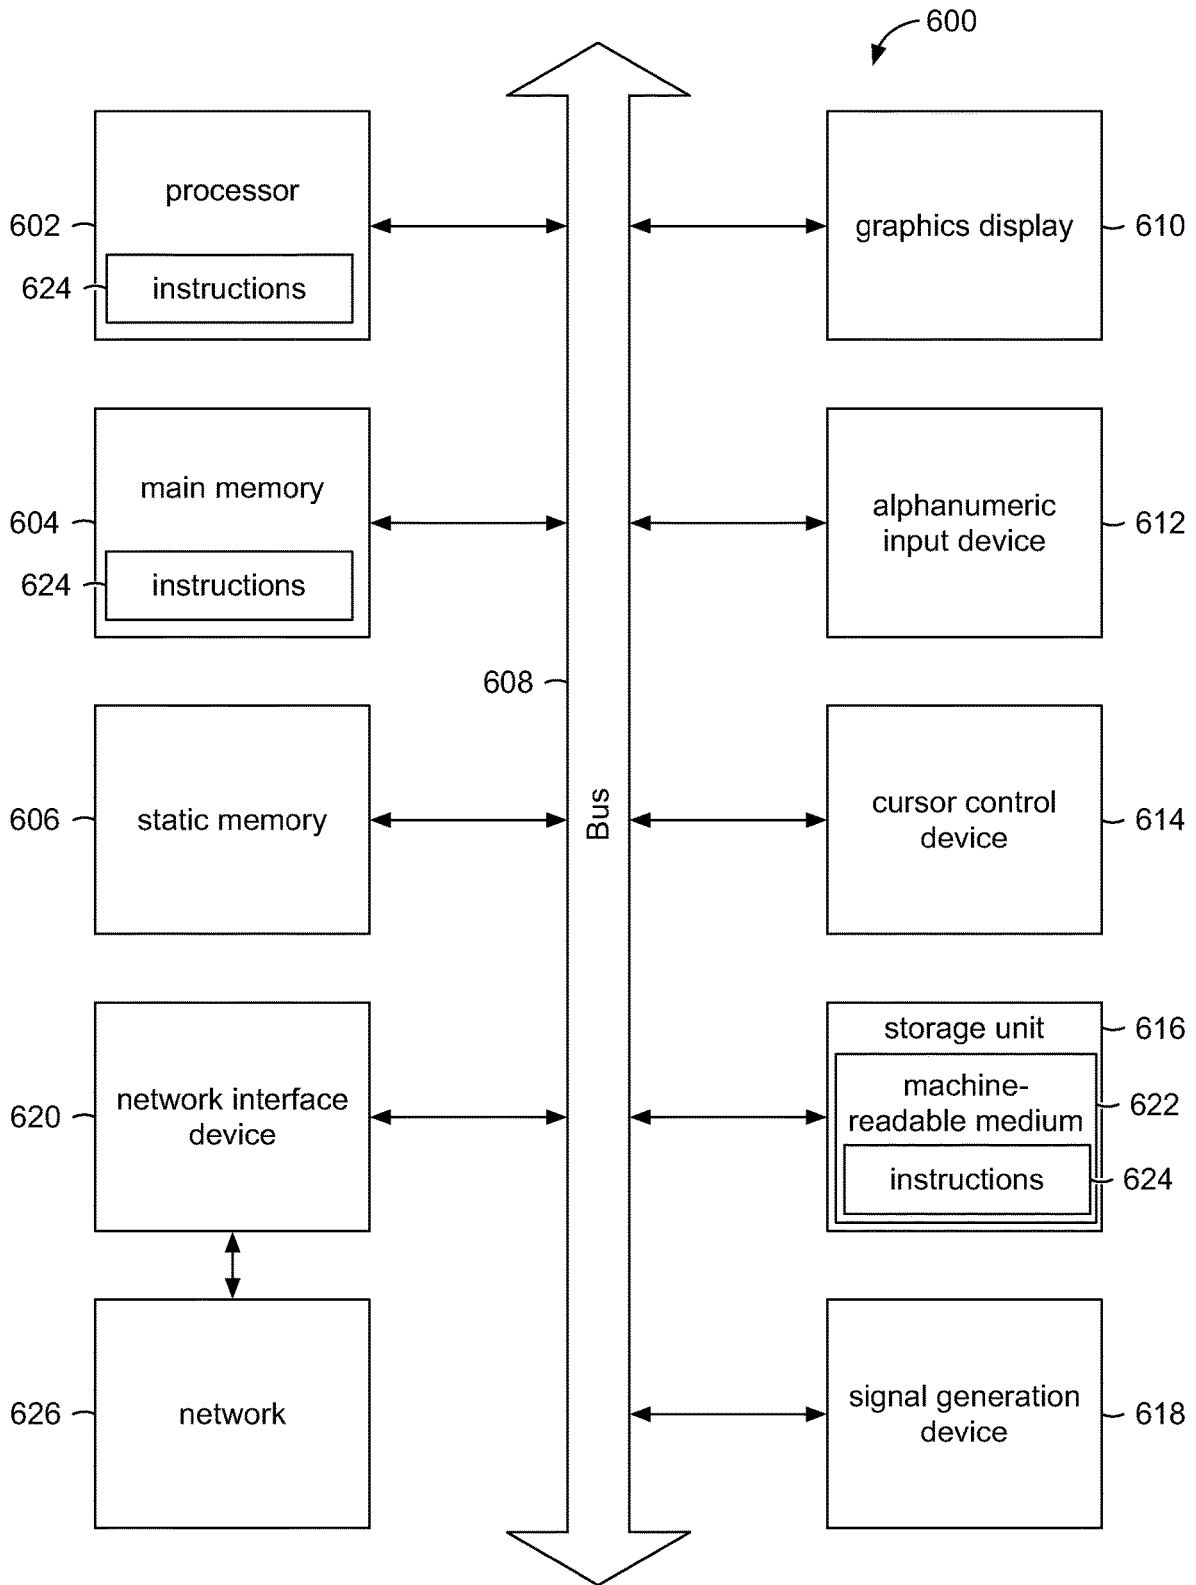 600
processor
602
624
instructions
graphics display
610
main memory
604
624
instructions
alphanumeric
input device
612
608
Bus
static memory
606
cursor control
device
614
network interface
device
620
storage unit
616
machine-
readable medium
622
instructions
624
network
626
signal generation
device
618